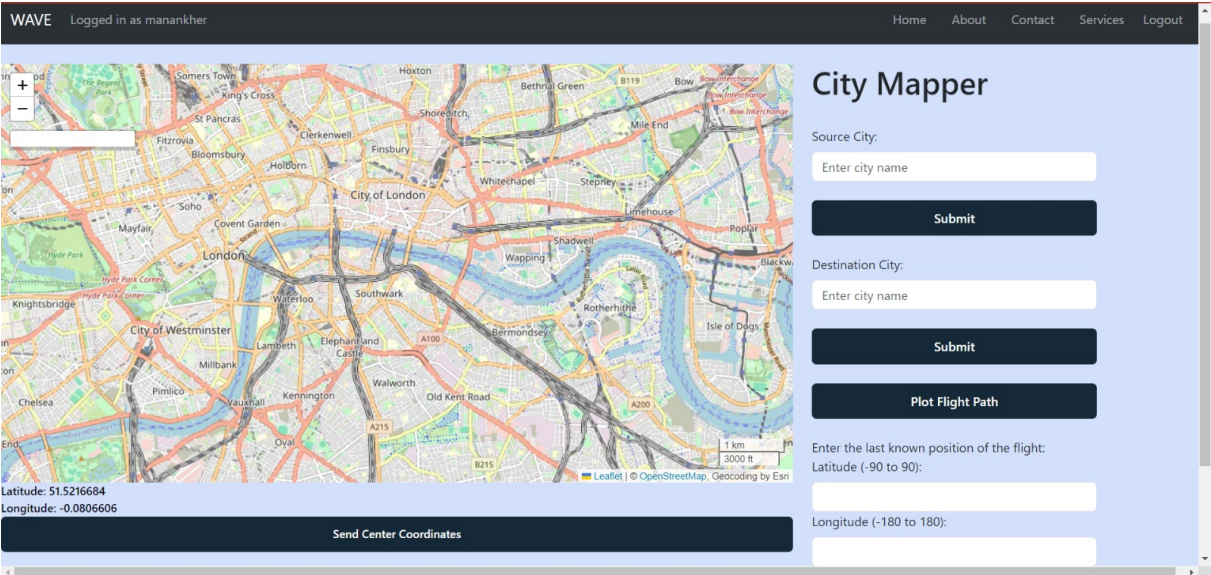 WAVE Logged in as manankher Home About Contact Services Logout
+
−
The Regent
Park
Somers Town
King's Cross
St Pancras
Hoxton
Bethnal Green
B119
Bow
Bow Interchange
Bow Interchange
Shoreditch
Mile End
Fitzrovia
Clerkenwell
Bloomsbury
Finsbury
Holborn
Whitechapel
Stepney
City of London
Soho
Limehouse
Mayfair
Covent Garden
Strand
Poplar
London
Shadwell
Hyde Park
Wapping
Hyde Park Corner
Hyde Park Corner
Knightsbridge
Waterloo
Southwark
Rotherhithe
City of Westminster
Isle of Dogs
Lambeth
Elephant and
Castle
A100
Bermondsey
Millbank
Walworth
Pimlico
Kennington
Old Kent Road
Chelsea
Vauxhall
A200
A215
Oval
B215
1 km
3000 ft
Leaflet | © OpenStreetMap, Geocoding by Esri
Latitude: 51.5216684
Longitude: -0.0806606
Send Center Coordinates
City Mapper
Source City:
Enter city name
Submit
Destination City:
Enter city name
Submit
Plot Flight Path
Enter the last known position of the flight:
Latitude (-90 to 90):
Longitude (-180 to 180):